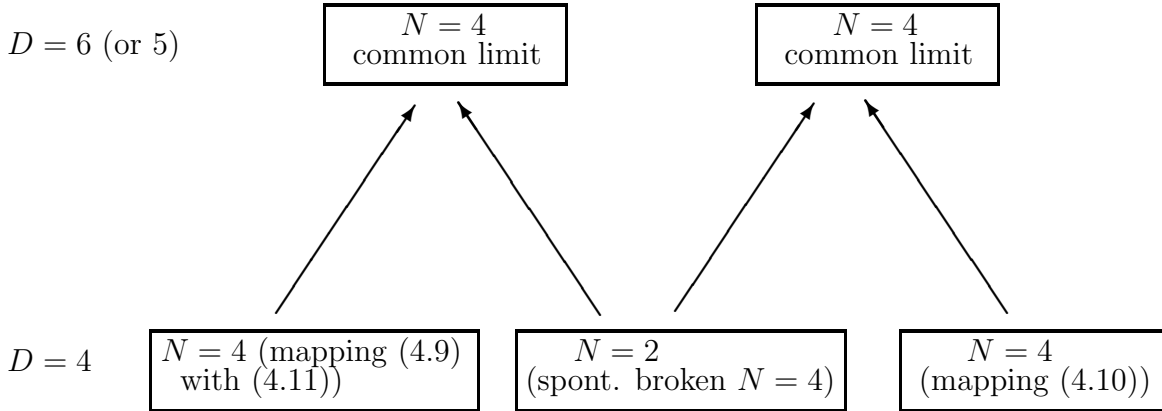 D = 6 (or 5)
N = 4
common limit
N = 4
common limit
D = 4
N = 4 (mapping (4.9)
with (4.11))
N = 2
(spont. broken N = 4)
N = 4
(mapping (4.10))